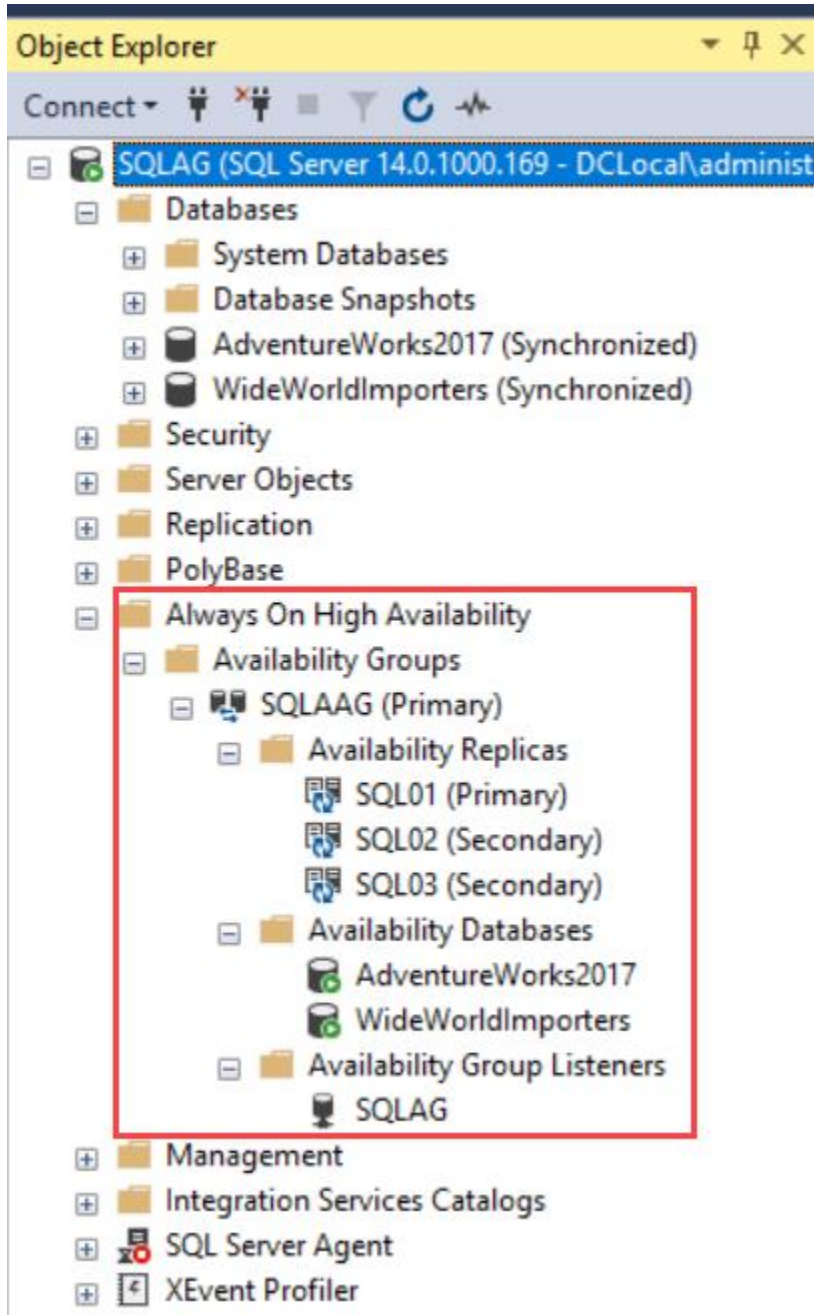 Object Explorer
Connect
SQLAG (SQL Server 14.0.1000.169 - DCLocal\administ
Databases
System Databases
Database Snapshots
AdventureWorks2017 (Synchronized)
WideWorldImporters (Synchronized)
Security
Server Objects
Replication
PolyBase
Always On High Availability
Availability Groups
SQLAAG (Primary)
Availability Replicas
SQL01 (Primary)
SQL02 (Secondary)
SQL03 (Secondary)
Availability Databases
AdventureWorks2017
WideWorldImporters
Availability Group Listeners
SQLAG
Management
Integration Services Catalogs
SQL Server Agent
XEvent Profiler